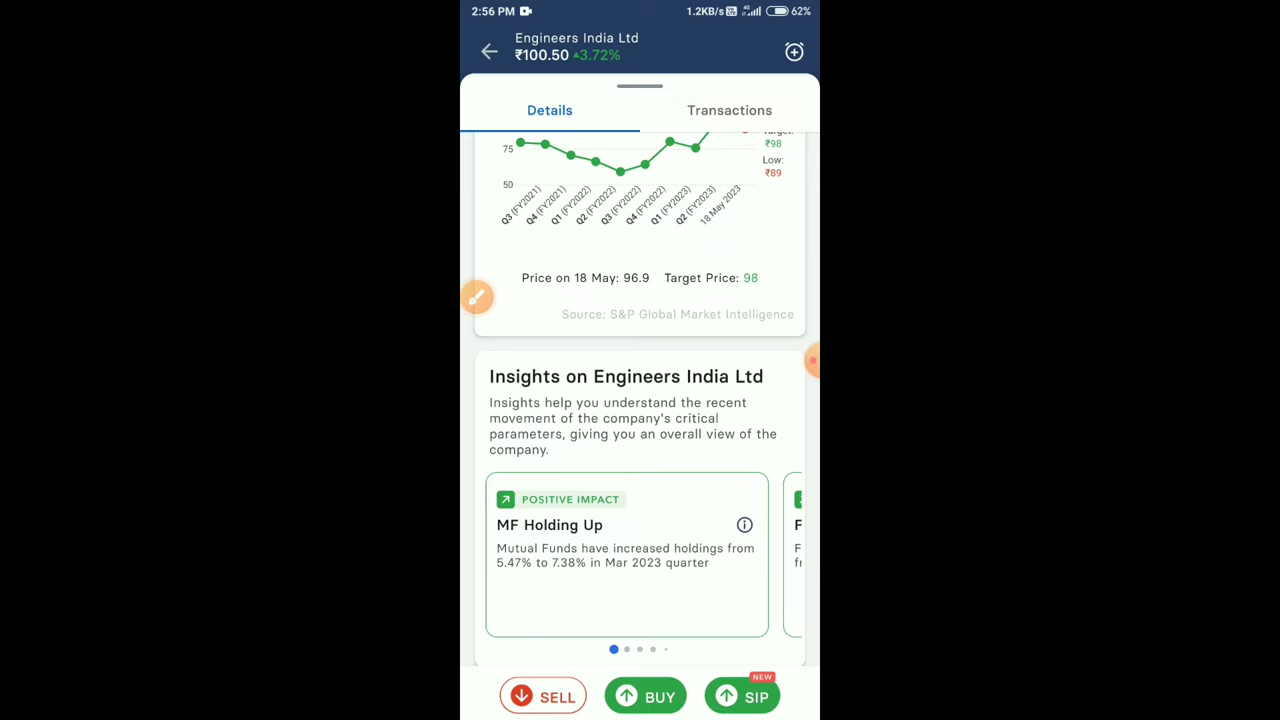 2:56 PM 1.2KB/s 4G 62%
Engineers India Ltd
₹100.50 ▲3.72%
Details Transactions
Target:
75 ₹98
Low:
₹89
50
Q3 (FY2021) Q4 (FY2021) Q1 (FY2022) Q2 (FY2022) Q3 (FY2022) Q4 (FY2022) Q1 (FY2023) Q2 (FY2023) 18 May 2023
Price on 18 May: 96.9 Target Price: 98
Source: S&P Global Market Intelligence
Insights on Engineers India Ltd
Insights help you understand the recent
movement of the company's critical
parameters, giving you an overall view of the
company.
POSITIVE IMPACT
MF Holding Up F
Mutual Funds have increased holdings from F
5.47% to 7.38% in Mar 2023 quarter fr
NEW
SELL BUY SIP